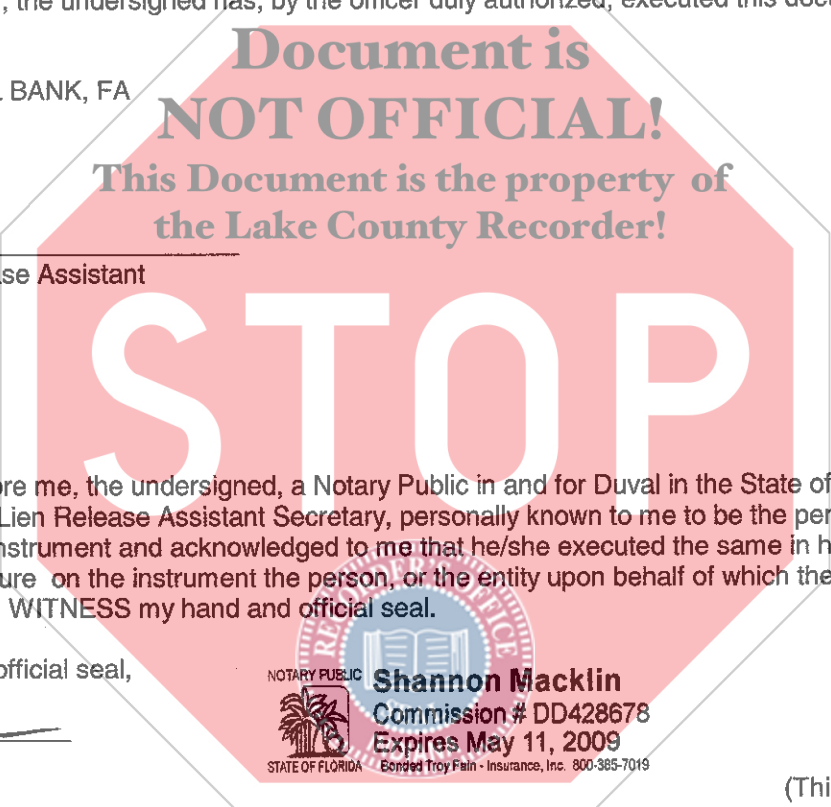 , the undersigned has, by the officer duly authorized, executed this doc
Document is
BANK, FA
NOT OFFICIAL!
This Document is the property of
the Lake County Recorder!
se Assistant
STOP
ore me, the undersigned, a Notary Public in and for Duval in the State of
Lien Release Assistant Secretary, personally known to me to be the per
nstrument and acknowledged to me that he/she executed the same in h
ure on the instrument the person, or the entity upon behalf of which the
WITNESS my hand and official seal.
RECORDER'S OFFICE
official seal,
NOTARY PUBLIC
STATE OF FLORIDA
Shannon Macklin
Commission # DD428678
Expires May 11, 2009
Bonded Troy Fain - Insurance, Inc. 800-385-7019
(Thi